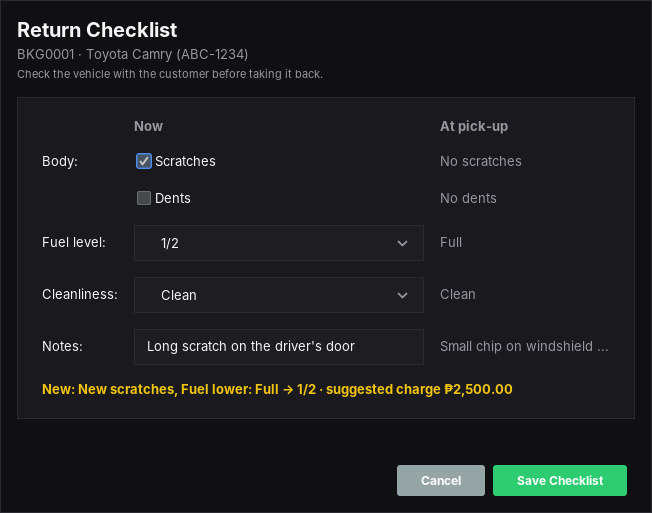 Return Checklist
BKG0001 · Toyota Camry (ABC-1234)
Check the vehicle with the customer before taking it back.
Now At pick-up
Body: Scratches No scratches
Dents No dents
Fuel level: 1/2 Full
Cleanliness: Clean Clean
Notes: Long scratch on the driver's door Small chip on windshield ...
New: New scratches, Fuel lower: Full → 1/2 · suggested charge ₱2,500.00
Cancel Save Checklist